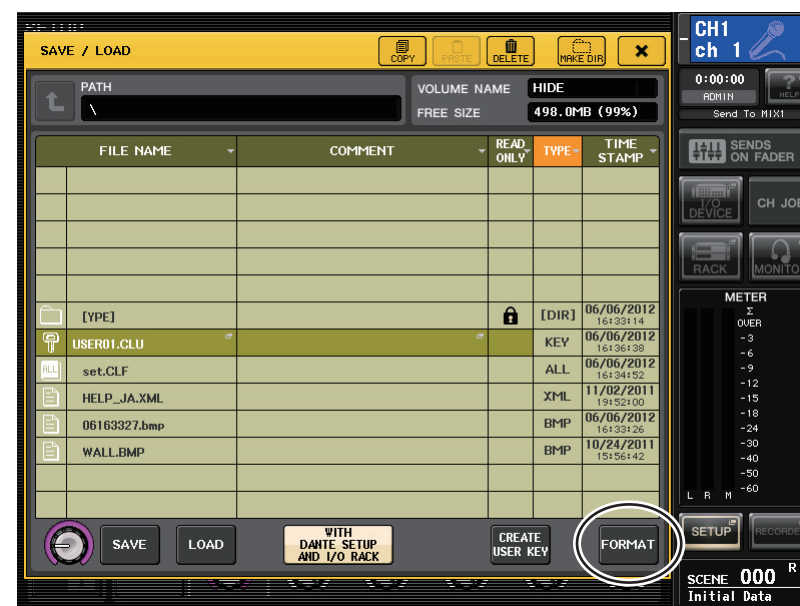 SAVE / LOAD
COPY
PASTE
DELETE
MAKE DIR
PATH
\
VOLUME NAME
HIDE
FREE SIZE
498.0MB (99%)
FILE NAME
COMMENT
READ ONLY
TYPE
TIME STAMP
[YPE]
[DIR]
06/06/2012
16:33:14
USER01.CLU
KEY
06/06/2012
16:36:38
ALL
set.CLF
ALL
06/06/2012
16:34:52
HELP_JA.XML
XML
11/02/2011
19:52:00
06163327.bmp
BMP
06/06/2012
16:33:26
WALL.BMP
BMP
10/24/2011
15:56:42
SAVE
LOAD
WITH
DANTE SETUP
AND I/O RACK
CREATE
USER KEY
FORMAT
CH1
ch 1
0:00:00
ADMIN
?
HELP
Send To MIX1
SENDS
ON FADER
I/O
DEVICE
CH JOB
RACK
MONITO
METER
Σ
OVER
-3
-6
-9
-12
-15
-18
-24
-30
-40
-50
-60
L R M
SETUP
RECORDE
SCENE 000 R
Initial Data